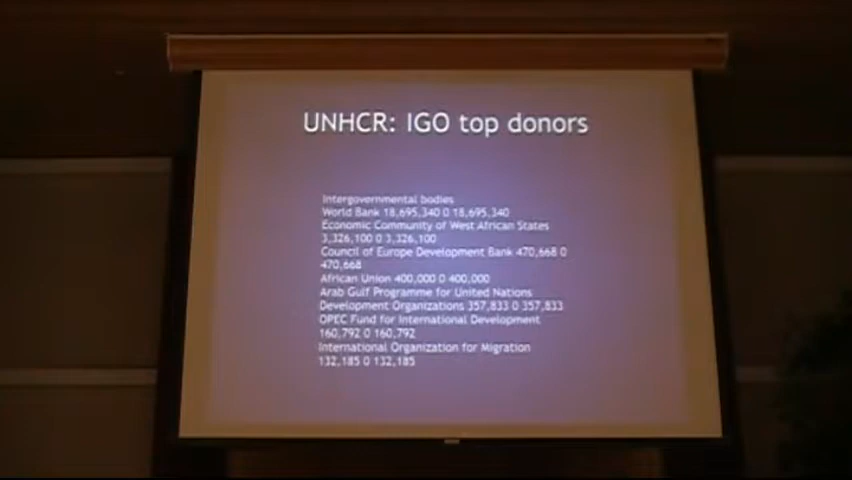 UNHCR: IGO top donors
Intergovernmental bodies
World Bank 18,695,340 0 18,695,340
Economic Community of West African States
3,326,100 0 3,326,100
Council of Europe Development Bank 470,668 0
470,668
African Union 400,000 0 400,000
Arab Gulf Programme for United Nations
Development Organizations 357,833 0 357,833
OPEC Fund for International Development
160,792 0 160,792
International Organization for Migration
132,185 0 132,185